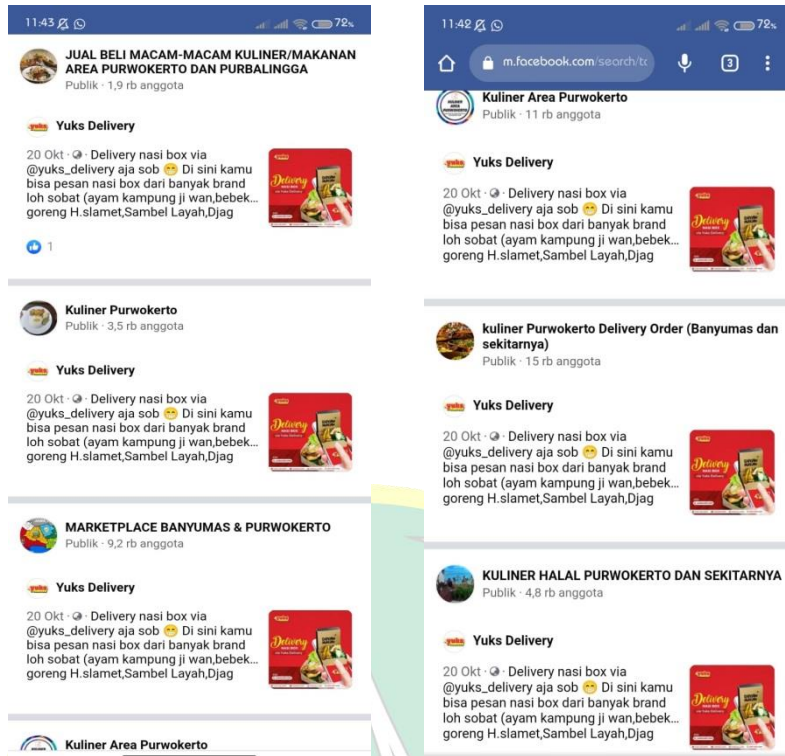 11:43
72%
JUAL BELI MACAM-MACAM KULINER/MAKANAN
AREA PURWOKERTO DAN PURBALINGGA
Publik · 1,9 rb anggota
yuks Yuks Delivery
20 Okt · Delivery nasi box via
@yuks_delivery aja sob 😁 Di sini kamu
bisa pesan nasi box dari banyak brand
loh sobat (ayam kampung ji wan,bebek...
goreng H.slamet,Sambel Layah,Djag
Delivery
1
Kuliner Purwokerto
Publik · 3,5 rb anggota
yuks Yuks Delivery
20 Okt · Delivery nasi box via
@yuks_delivery aja sob 😁 Di sini kamu
bisa pesan nasi box dari banyak brand
loh sobat (ayam kampung ji wan,bebek...
goreng H.slamet,Sambel Layah,Djag
Delivery
MARKETPLACE BANYUMAS & PURWOKERTO
Publik · 9,2 rb anggota
yuks Yuks Delivery
20 Okt · Delivery nasi box via
@yuks_delivery aja sob 😁 Di sini kamu
bisa pesan nasi box dari banyak brand
loh sobat (ayam kampung ji wan,bebek...
goreng H.slamet,Sambel Layah,Djag
Delivery
Kuliner Area Purwokerto
11:42
72%
m.facebook.com/search/tc
3
Kuliner Area Purwokerto
Publik · 11 rb anggota
yuks Yuks Delivery
20 Okt · Delivery nasi box via
@yuks_delivery aja sob 😁 Di sini kamu
bisa pesan nasi box dari banyak brand
loh sobat (ayam kampung ji wan,bebek...
goreng H.slamet,Sambel Layah,Djag
Delivery
kuliner Purwokerto Delivery Order (Banyumas dan
sekitarnya)
Publik · 15 rb anggota
yuks Yuks Delivery
20 Okt · Delivery nasi box via
@yuks_delivery aja sob 😁 Di sini kamu
bisa pesan nasi box dari banyak brand
loh sobat (ayam kampung ji wan,bebek...
goreng H.slamet,Sambel Layah,Djag
Delivery
KULINER HALAL PURWOKERTO DAN SEKITARNYA
Publik · 4,8 rb anggota
yuks Yuks Delivery
20 Okt · Delivery nasi box via
@yuks_delivery aja sob 😁 Di sini kamu
bisa pesan nasi box dari banyak brand
loh sobat (ayam kampung ji wan,bebek...
goreng H.slamet,Sambel Layah,Djag
Delivery